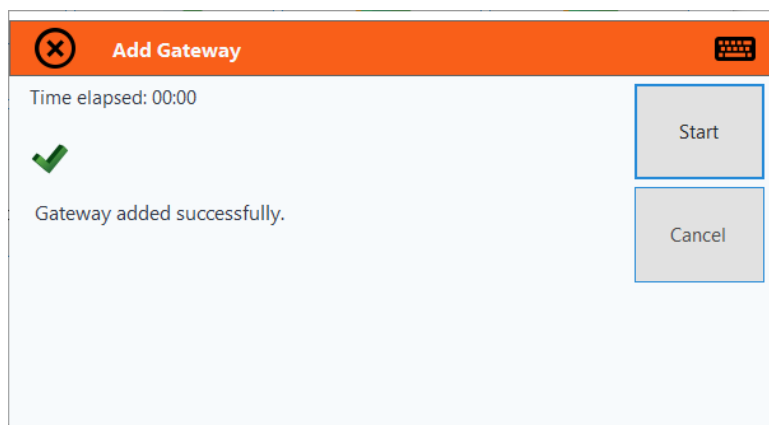 Add Gateway
Time elapsed: 00:00
Start
Gateway added successfully.
Cancel